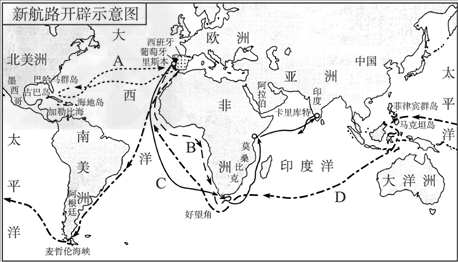 新航路开辟示意图
大
西
洋
北美洲
墨西哥
巴哈马群岛
古巴岛
海地岛
加勒比海
A
西班牙
葡萄牙
里斯本
欧洲
亚洲
中国
阿拉伯
印度
卡里库特
菲律宾群岛
马克坦岛
太
平
洋
南
美
洲
阿根廷
麦哲伦海峡
非
洲
B
C
莫桑比克
好望角
印度洋
D
大洋洲
太
平
洋